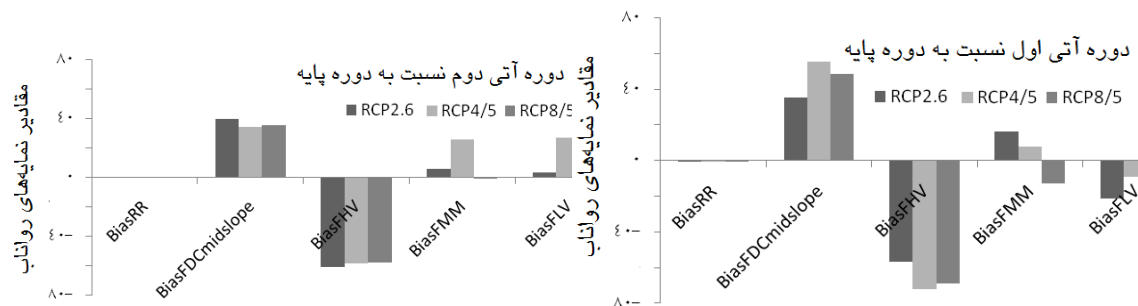 دوره آتی دوم نسبت به دوره پایه
RCP2.6 RCP4/5 RCP8/5
مقادیر نمایه‌های رواناب
۸۰
۴۰
۰
۴۰-
۸۰-
BiasRR
BiasFDCmidslope
BiasFHV
BiasFMM
BiasFLV
دوره آتی اول نسبت به دوره پایه
RCP2.6 RCP4/5 RCP8/5
مقادیر نمایه‌های رواناب
۸۰
۴۰
۰
۴۰-
۸۰-
BiasRR
BiasFDCmidslope
BiasFHV
BiasFMM
BiasFLV